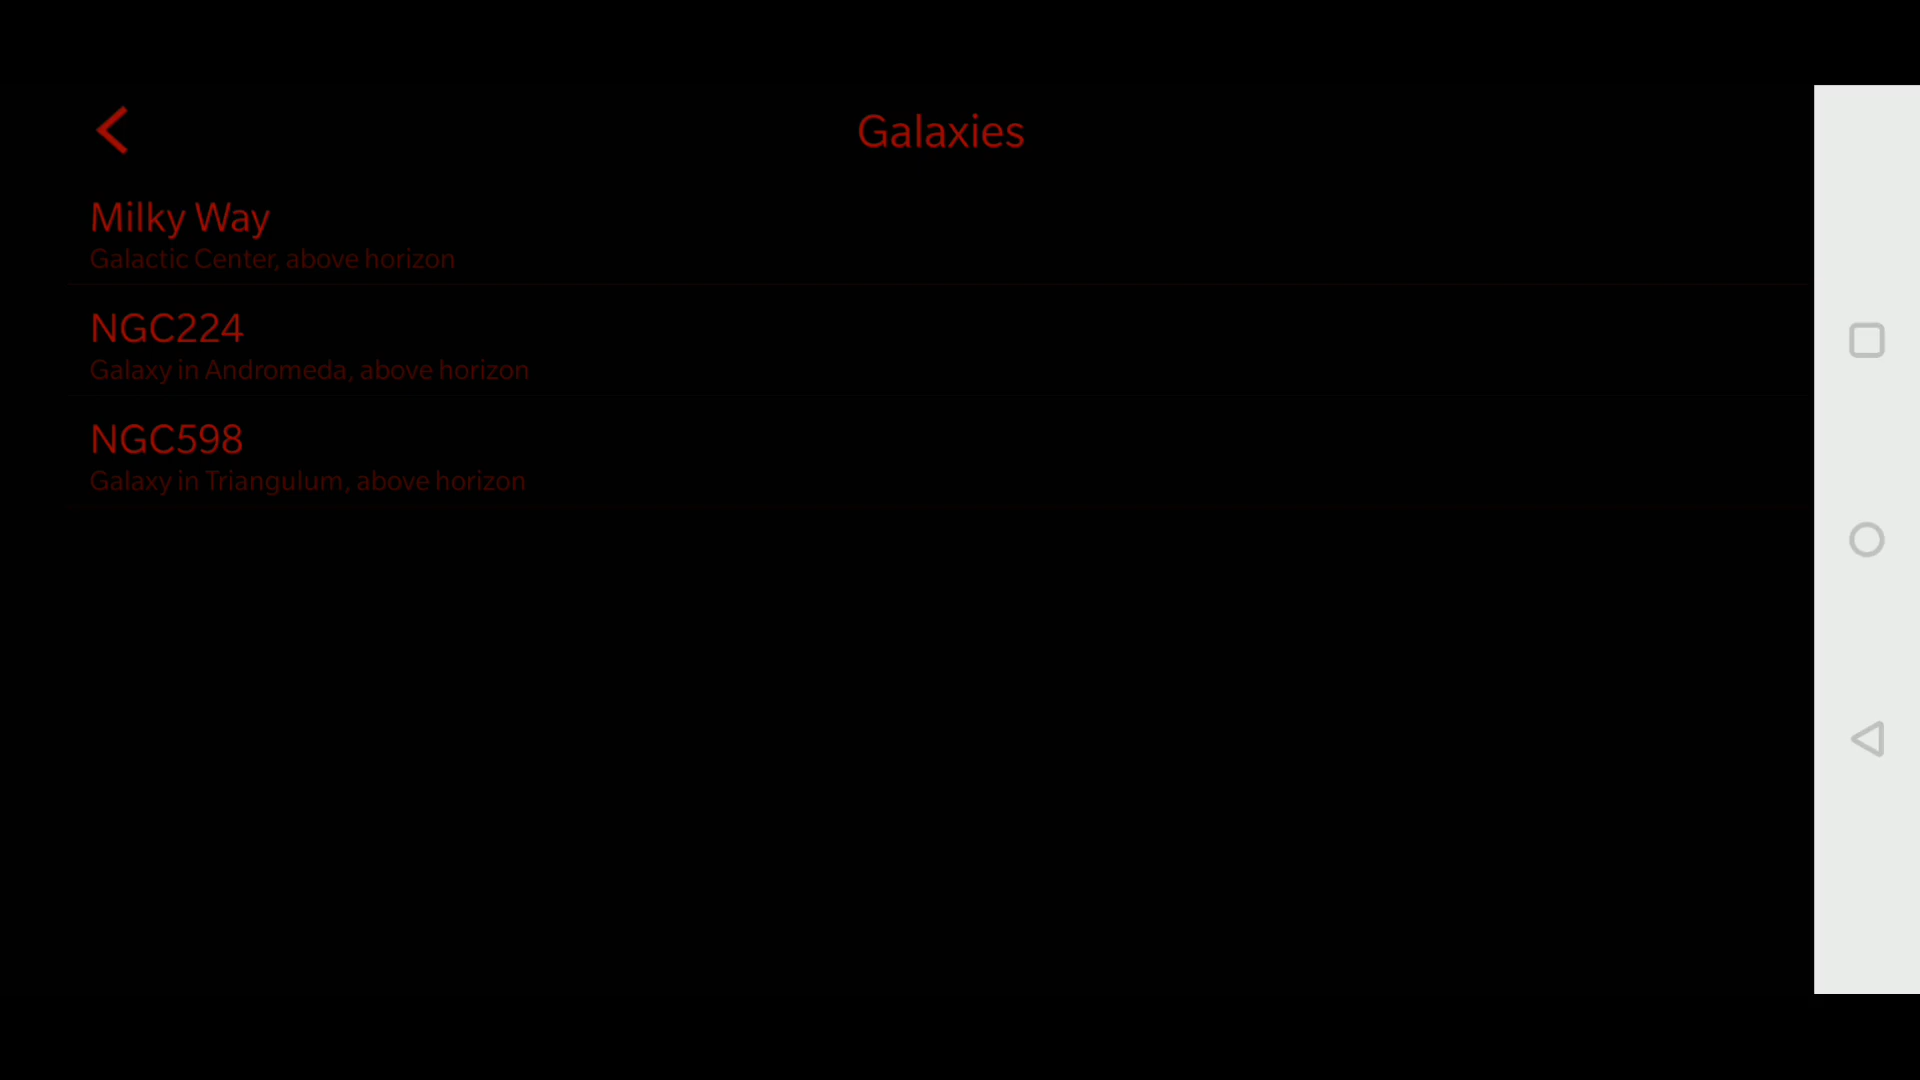 Galaxies
Milky Way
Galactic Center, above horizon
NGC224
Galaxy in Andromeda, above horizon
NGC598
Galaxy in Triangulum, above horizon